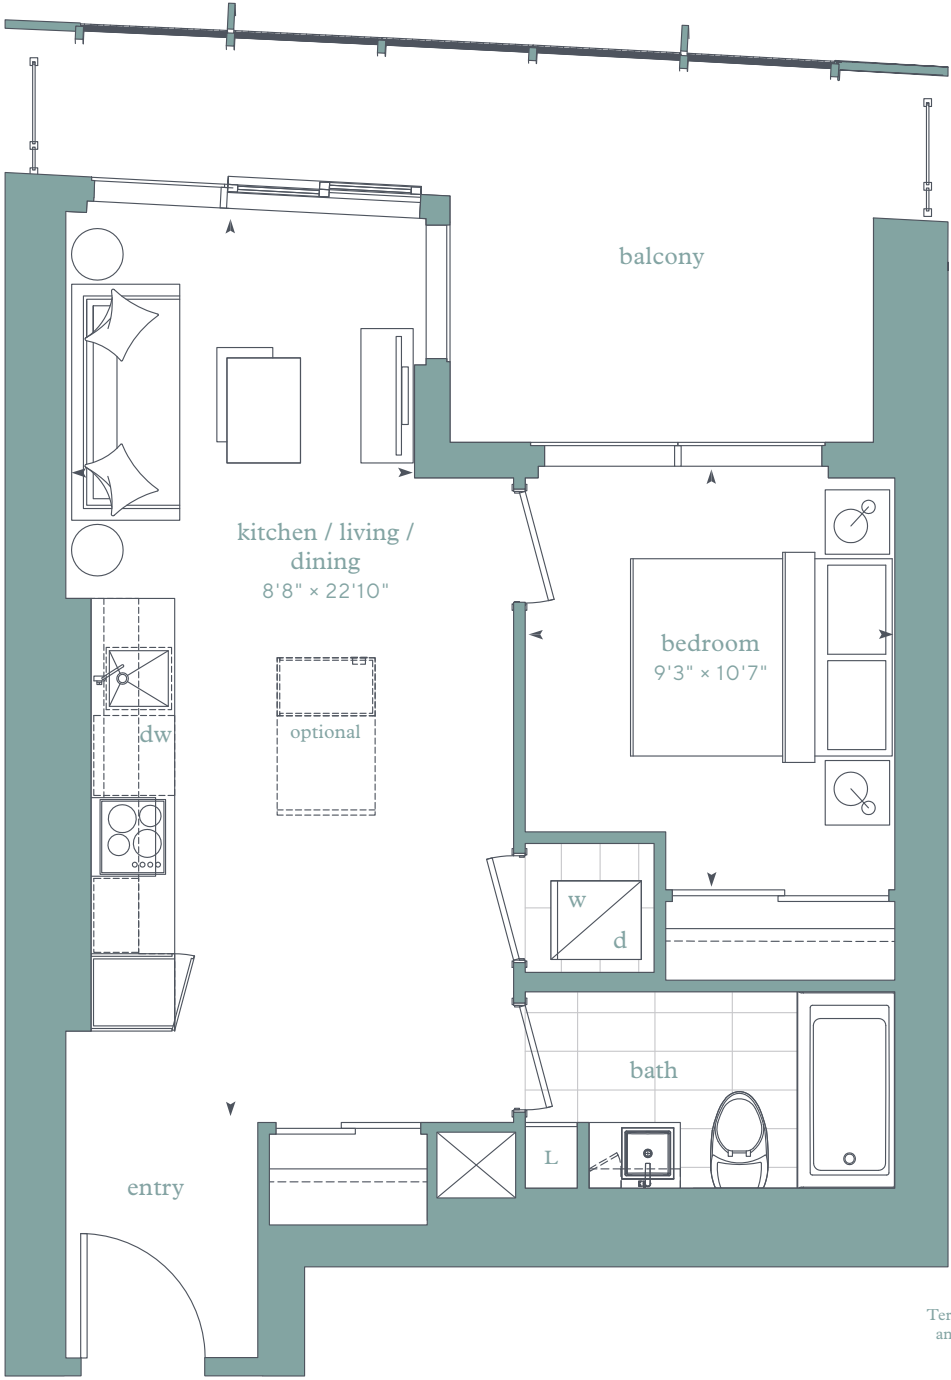 balcony
kitchen / living /
dining
8'8" × 22'10"
bedroom
9'3" × 10'7"
dw
optional
w
d
bath
L
entry